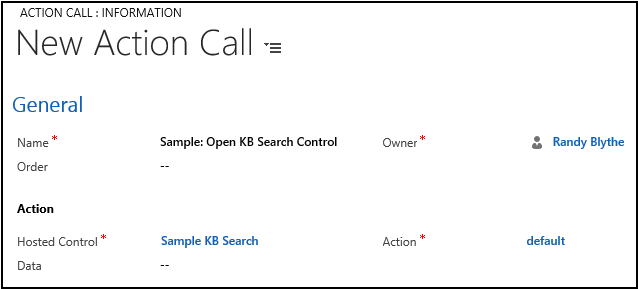 ACTION CALL : INFORMATION
New Action Call
General
Name* Sample: Open KB Search Control Owner* Randy Blythe
Order --
Action
Hosted Control* Sample KB Search Action* default
Data --